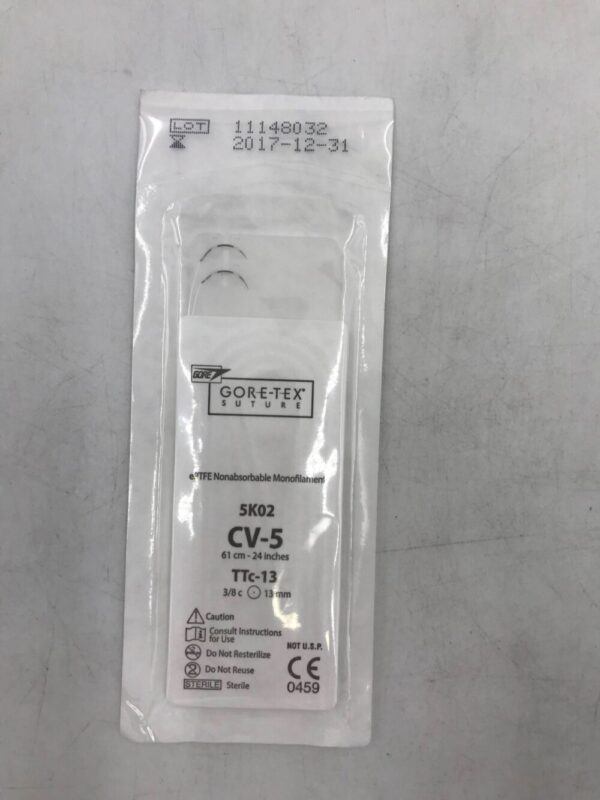 LOT 11148032
2017-12-31
GORE
GORE-TEX™
SUTURE
ePTFE Nonabsorbable Monofilament
5K02
CV-5
61 cm - 24 inches
TTc-13
3/8 c 13 mm
Caution
Consult Instructions
for Use
Do Not Resterilize
NOT U.S.P.
2 Do Not Reuse
CE
STERILE Sterile
0459